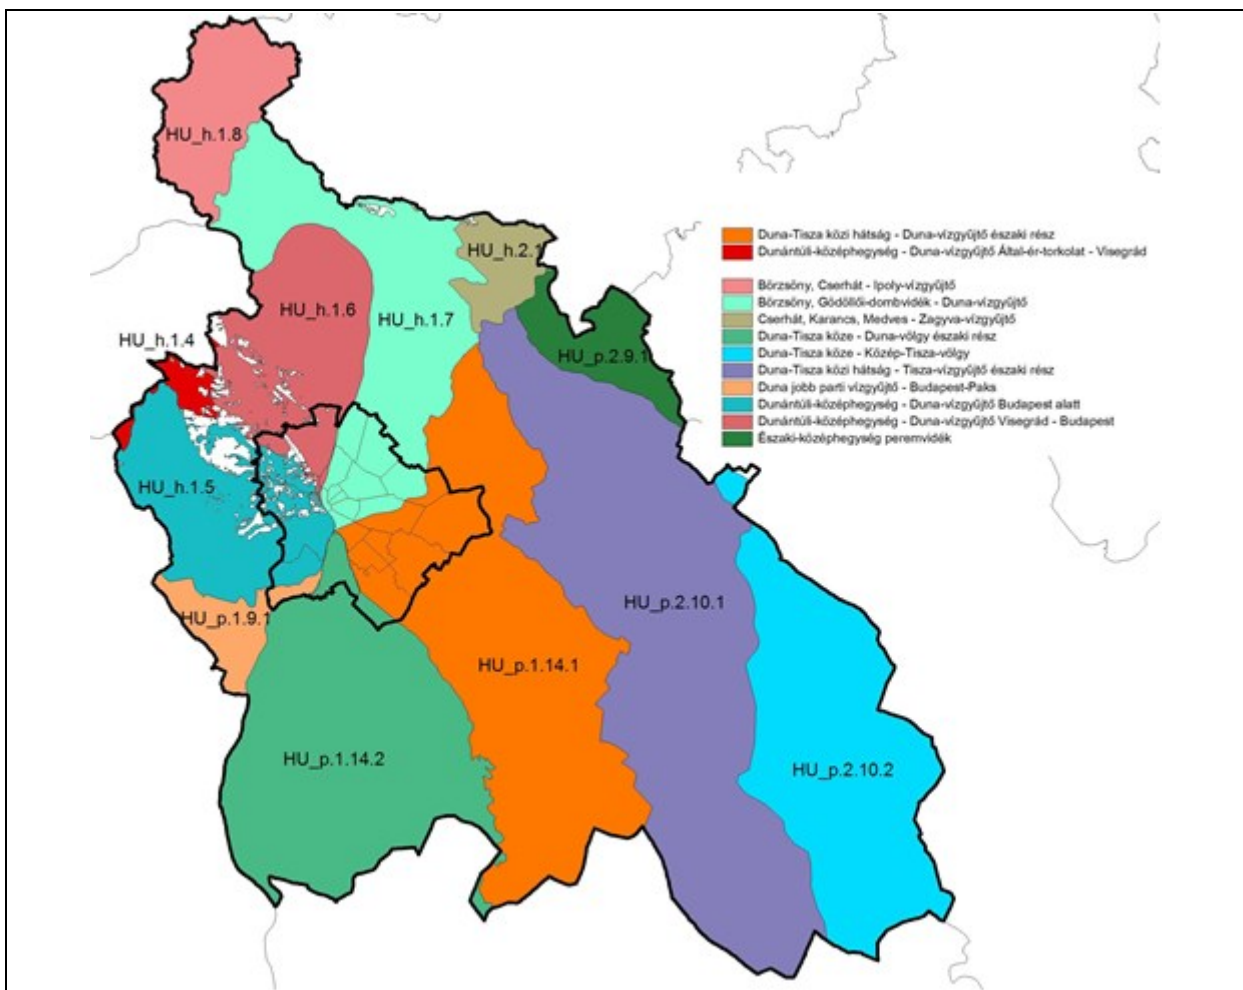 HU_h.1.8
HU_h.2.1
HU_h.1.6
HU_h.1.7
HU_h.1.4
HU_p.2.9.1
HU_h.1.5
HU_p.1.9.1
HU_p.2.10.1
HU_p.1.14.1
HU_p.1.14.2
HU_p.2.10.2
Duna-Tisza közi hátság - Duna-vízgyűjtő északi rész
Dunántúli-középhegység - Duna-vízgyűjtő Által-ér-torkolat - Visegrád
Börzsöny, Cserhát - Ipoly-vízgyűjtő
Börzsöny, Gödöllői-dombvidék - Duna-vízgyűjtő
Cserhát, Karancs, Medves - Zagyva-vízgyűjtő
Duna-Tisza köze - Duna-völgy északi rész
Duna-Tisza köze - Közép-Tisza-völgy
Duna-Tisza közi hátság - Tisza-vízgyűjtő északi rész
Duna jobb parti vízgyűjtő - Budapest-Paks
Dunántúli-középhegység - Duna-vízgyűjtő Budapest alatt
Dunántúli-középhegység - Duna-vízgyűjtő Visegrád - Budapest
Északi-középhegység peremvidék